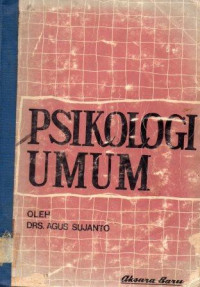 PSIKOLOGI
UMUM
OLEH
DRS. AGUS SUJANTO
Aksara Baru